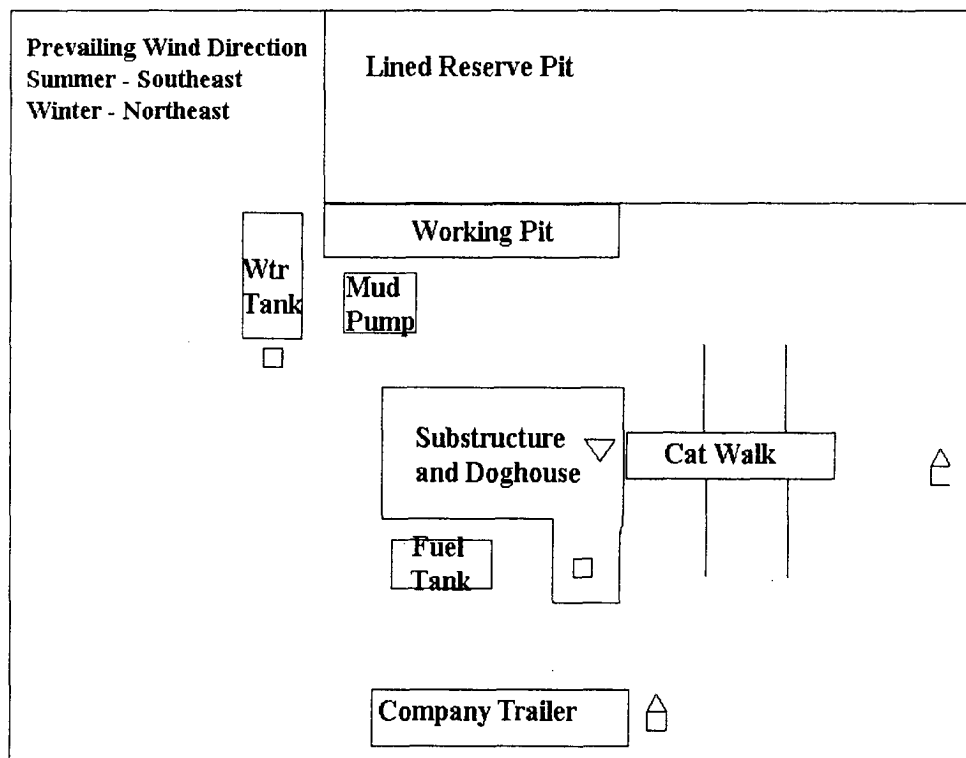 Prevailing Wind Direction
Summer - Southeast
Winter - Northeast
Lined Reserve Pit
Working Pit
Wtr
Tank
Mud
Pump
Substructure
and Doghouse
Cat Walk
Fuel
Tank
Company Trailer